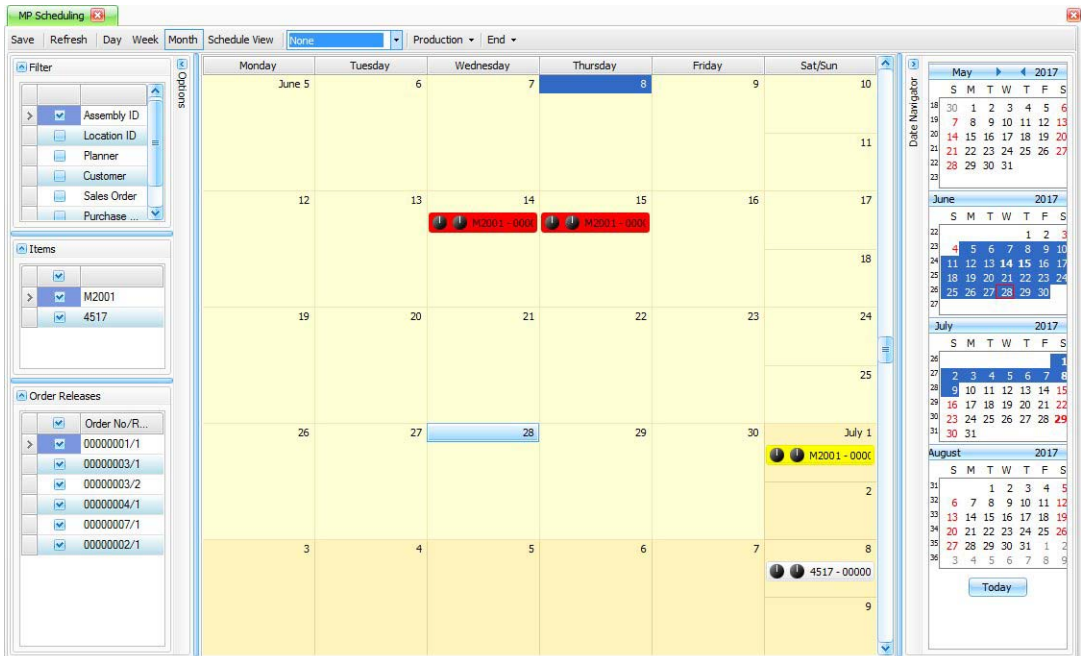 MP Scheduling
Save Refresh Day Week Month Schedule View None Production End
Filter
Assembly ID
Location ID
Planner
Customer
Sales Order
Purchase ...
Items
M2001
4517
Order Releases
Order No/R...
00000001/1
00000003/1
00000003/2
00000004/1
00000007/1
00000002/1
Options
Monday Tuesday Wednesday Thursday Friday Sat/Sun
June 5 6 7 8 9 10
11
12 13 14 15 16 17
M2001 - 000( M2001 - 000(
18
19 20 21 22 23 24
25
26 27 28 29 30 July 1
M2001 - 000(
2
3 4 5 6 7 8
4517 - 00000
9
Date Navigator
May 2017
S M T W T F S
18 30 1 2 3 4 5 6
19 7 8 9 10 11 12 13
20 14 15 16 17 18 19 20
21 21 22 23 24 25 26 27
22 28 29 30 31
23
June 2017
S M T W T F S
22 1 2 3
23 4 5 6 7 8 9 10
24 11 12 13 14 15 16 17
25 18 19 20 21 22 23 24
26 25 26 27 28 29 30
27
July 2017
S M T W T F S
26 1
27 2 3 4 5 6 7 8
28 9 10 11 12 13 14 15
29 16 17 18 19 20 21 22
30 23 24 25 26 27 28 29
31 30 31
August 2017
S M T W T F S
31 1 2 3 4 5
32 6 7 8 9 10 11 12
33 13 14 15 16 17 18 19
34 20 21 22 23 24 25 26
35 27 28 29 30 31 1 2
36 3 4 5 6 7 8 9
Today